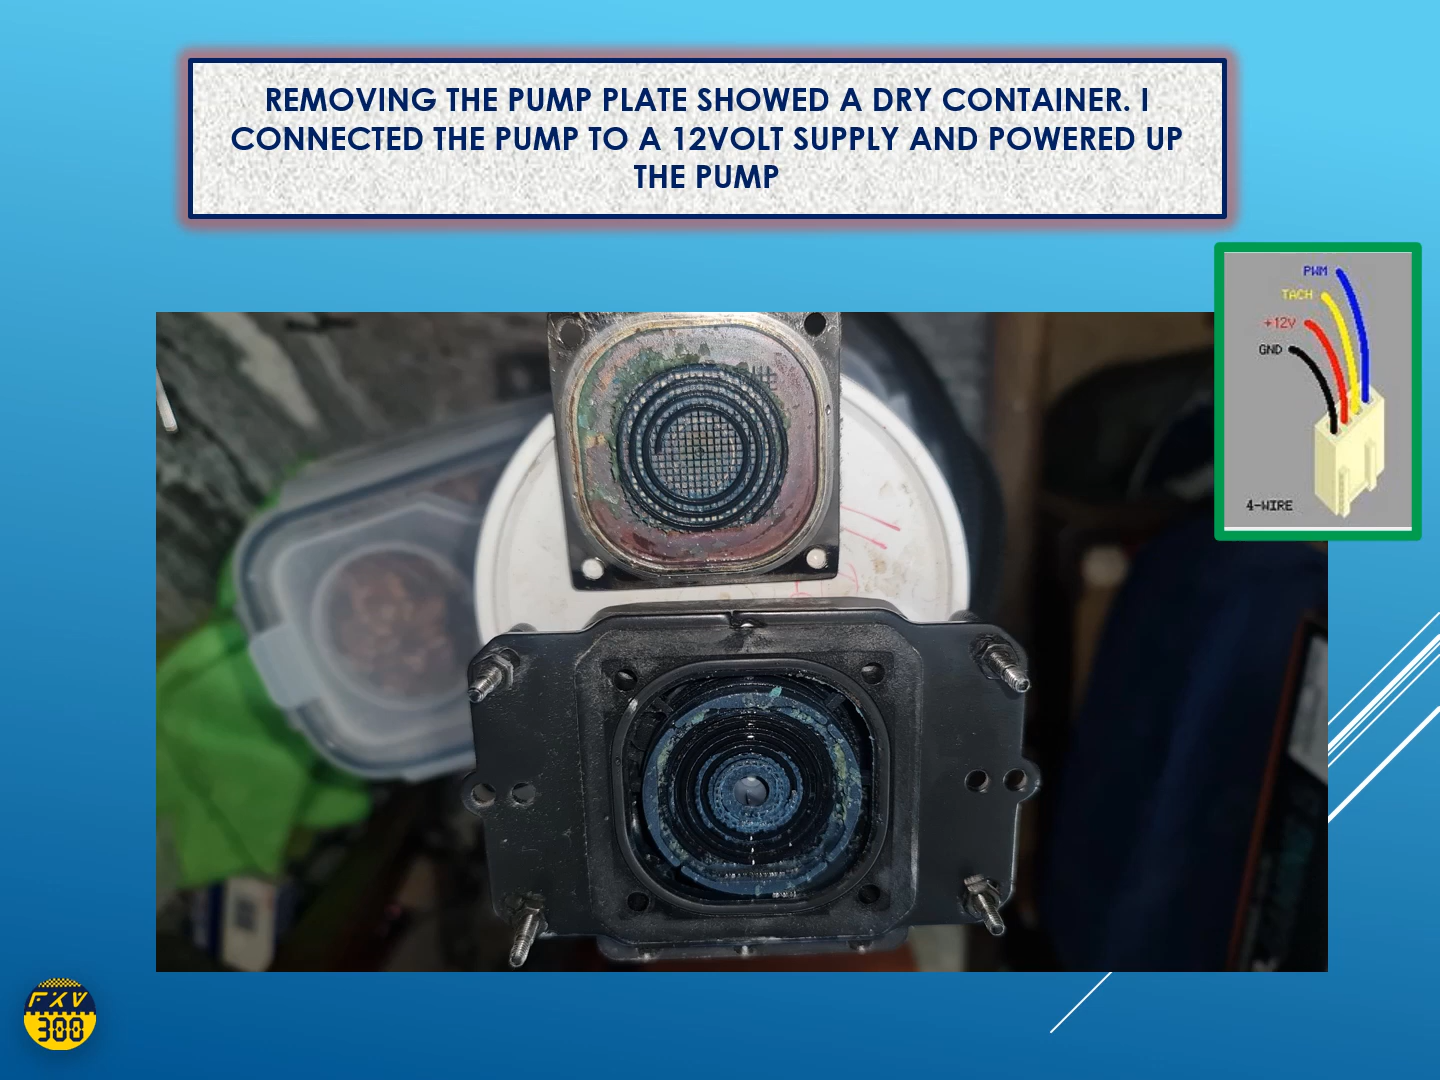 REMOVING THE PUMP PLATE SHOWED A DRY CONTAINER. I
CONNECTED THE PUMP TO A 12VOLT SUPPLY AND POWERED UP
THE PUMP
PWM
TACH
+12V
GND
4-WIRE
FXV
300